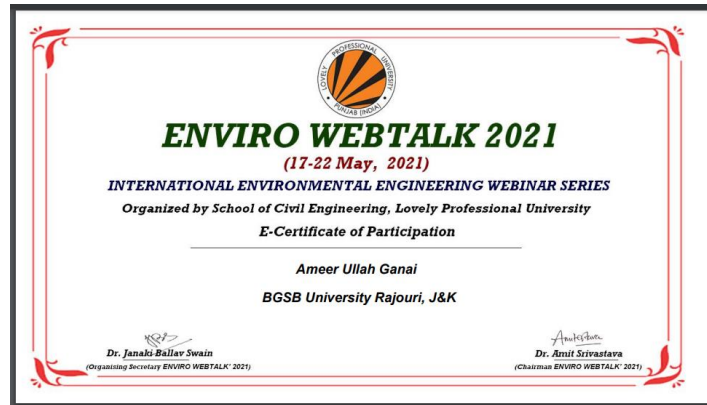 LOVELY PROFESSIONAL UNIVERSITY
PUNJAB (INDIA)
ENVIRO WEBTALK 2021
(17-22 May, 2021)
INTERNATIONAL ENVIRONMENTAL ENGINEERING WEBINAR SERIES
Organized by School of Civil Engineering, Lovely Professional University
E-Certificate of Participation
Ameer Ullah Ganai
BGSB University Rajouri, J&K
Dr. Janaki Ballav Swain
(Organising Secretary ENVIRO WEBTALK' 2021)
Dr. Amit Srivastava
(Chairman ENVIRO WEBTALK' 2021)